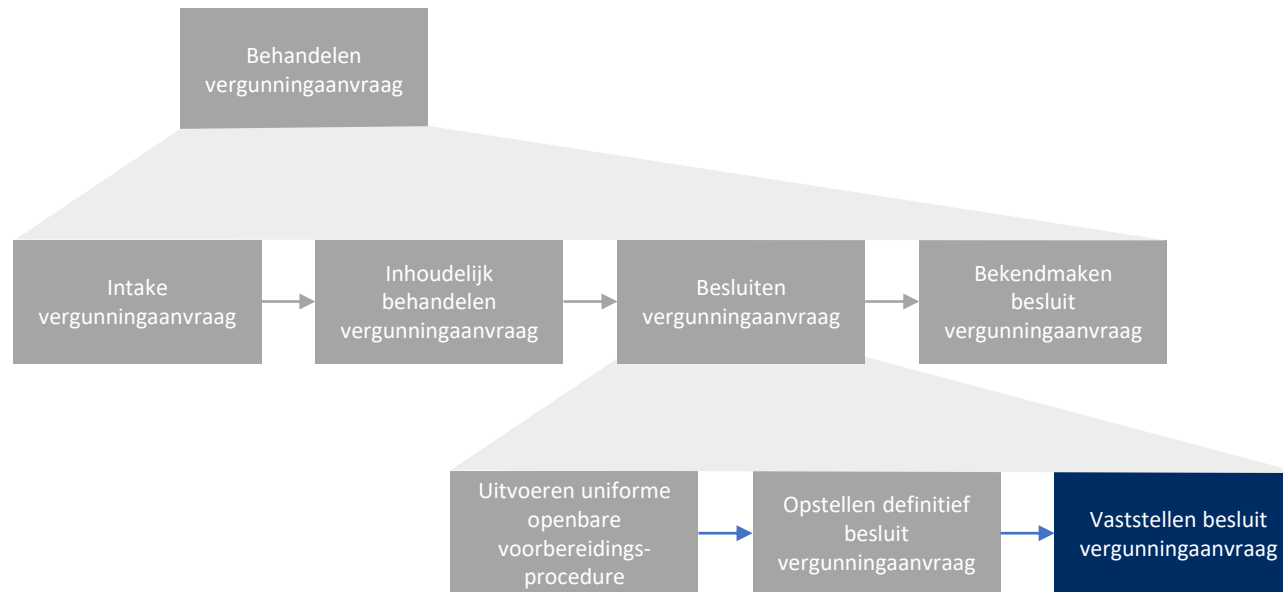 Behandelen
vergunningaanvraag
Intake
vergunningaanvraag
Inhoudelijk
behandelen
vergunningaanvraag
Besluiten
vergunningaanvraag
Bekendmaken
besluit
vergunningaanvraag
Uitvoeren uniforme
openbare
voorbereidings-
procedure
Opstellen definitief
besluit
vergunningaanvraag
Vaststellen besluit
vergunningaanvraag